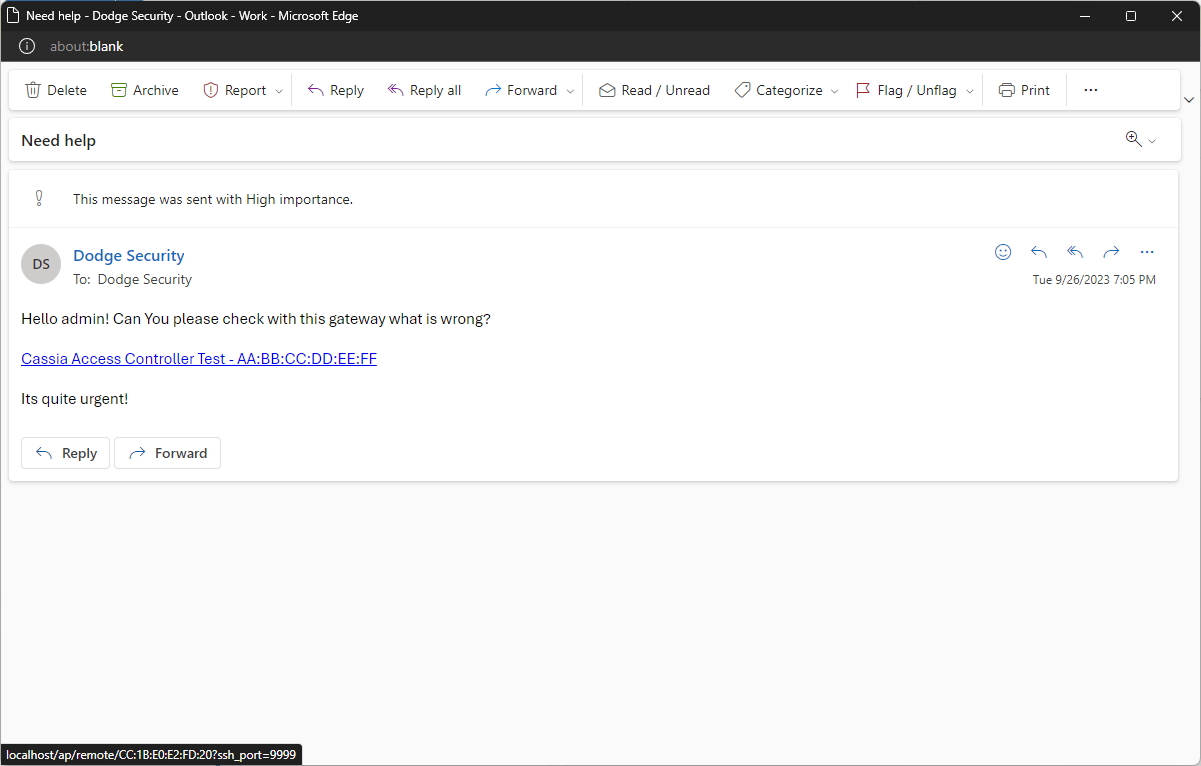 Need help - Dodge Security - Outlook - Work - Microsoft Edge
about:blank
Delete Archive Report Reply Reply all Forward Read / Unread Categorize Flag / Unflag Print
Need help
This message was sent with High importance.
DS
Dodge Security
To: Dodge Security
Tue 9/26/2023 7:05 PM
Hello admin! Can You please check with this gateway what is wrong?
Cassia Access Controller Test - AA:BB:CC:DD:EE:FF
Its quite urgent!
Reply Forward
localhost/ap/remote/CC:1B:E0:E2:FD:20?ssh_port=9999